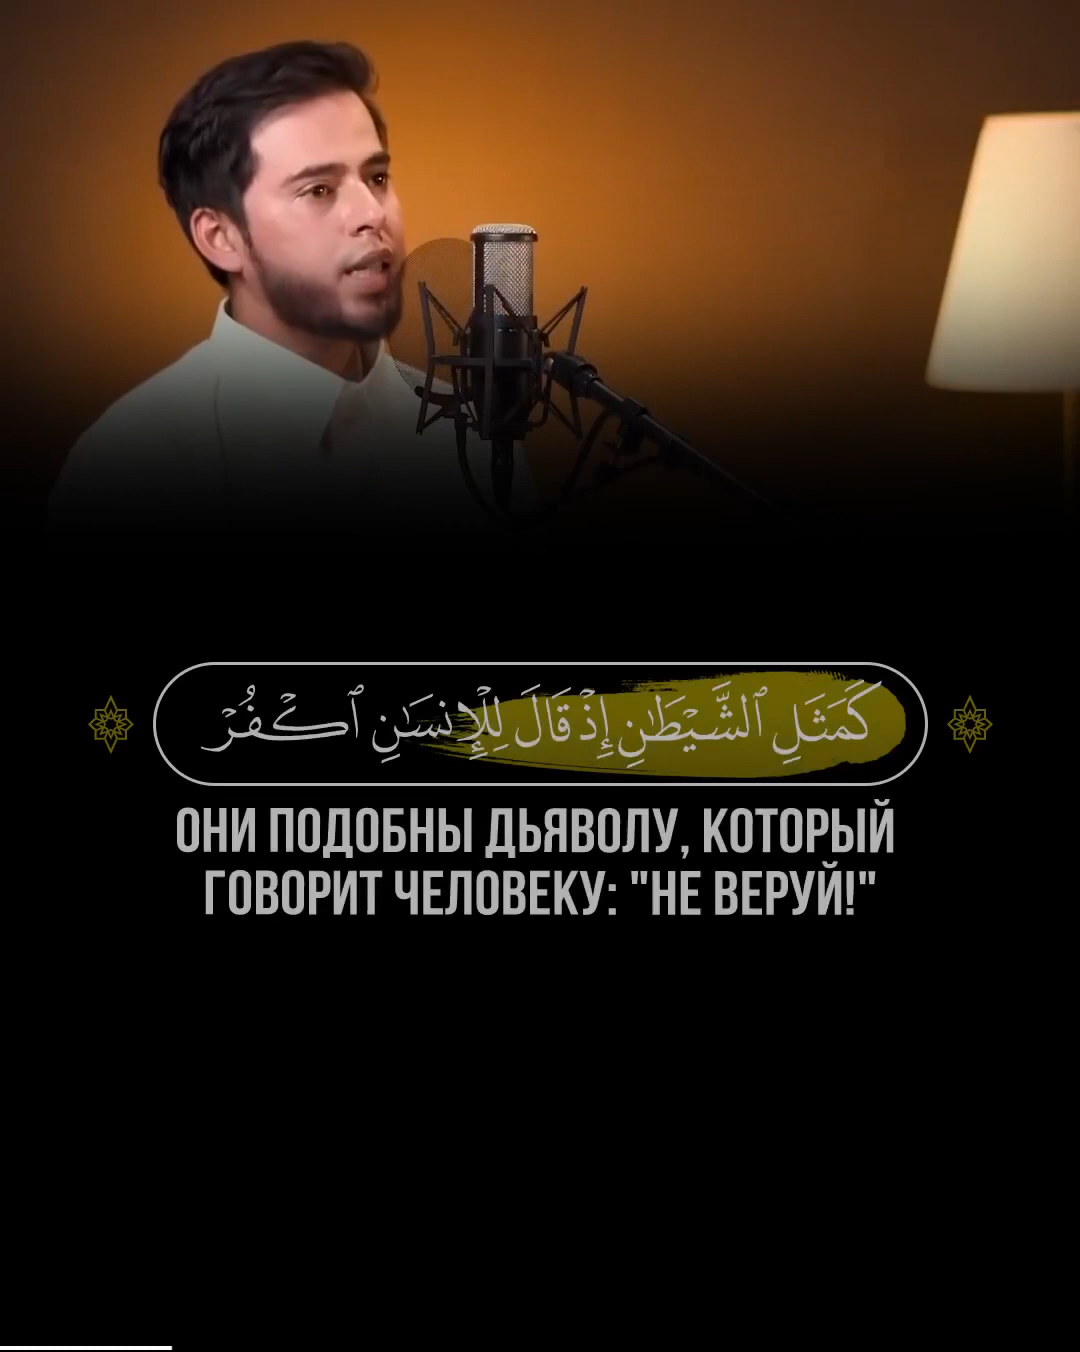 كَمَثَلِ ٱلشَّيْطَٰنِ إِذْ قَالَ لِلْإِنسَٰنِ ٱكْفُرْ
ОНИ ПОДОБНЫ ДЬЯВОЛУ, КОТОРЫЙ
ГОВОРИТ ЧЕЛОВЕКУ: "НЕ ВЕРУЙ!"